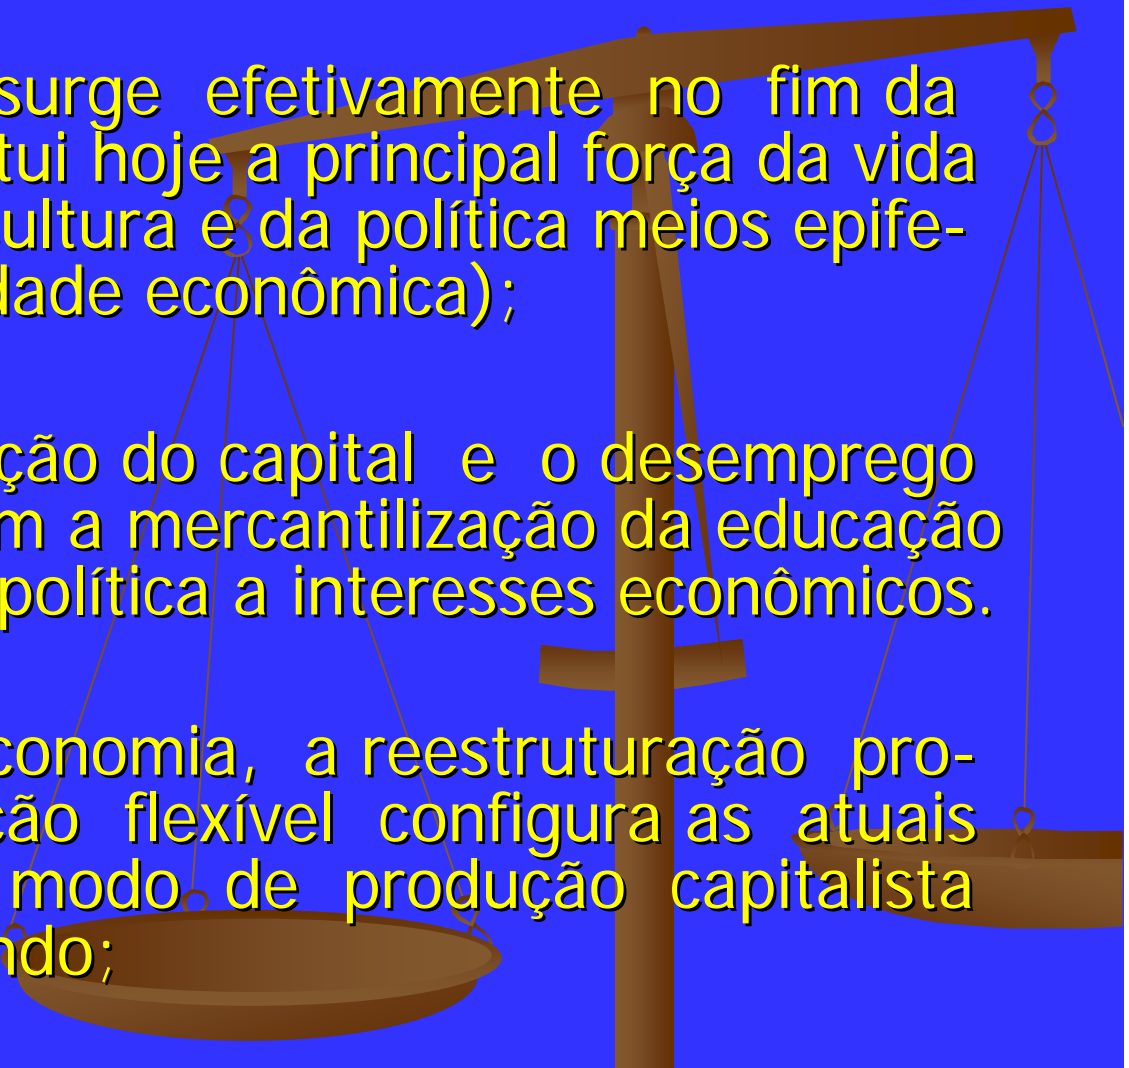 surge efetivamente no fim da
tui hoje a principal força da vida
ultura e da política meios epife-
dade econômica);
ção do capital e o desemprego
m a mercantilização da educação
política a interesses econômicos.
conomia, a reestruturação pro-
ção flexível configura as atuais
modo de produção capitalista
ndo;